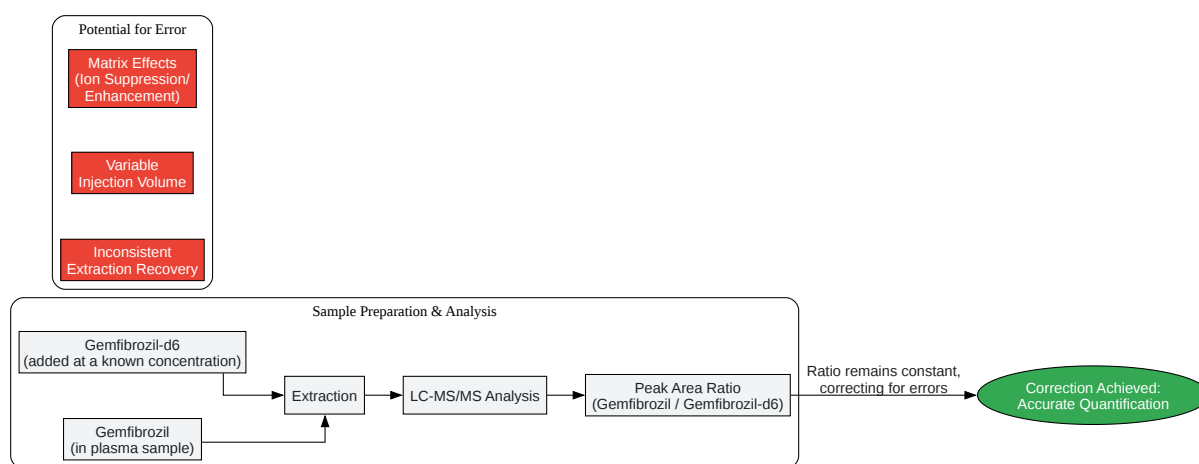 Potential for Error
Matrix Effects
(Ion Suppression/
Enhancement)
Variable
Injection Volume
Inconsistent
Extraction Recovery
Sample Preparation & Analysis
Gemfibrozil-d6
(added at a known concentration)
Gemfibrozil
(in plasma sample)
Extraction
LC-MS/MS Analysis
Peak Area Ratio
(Gemfibrozil / Gemfibrozil-d6)
Ratio remains constant,
correcting for errors
Correction Achieved:
Accurate Quantification